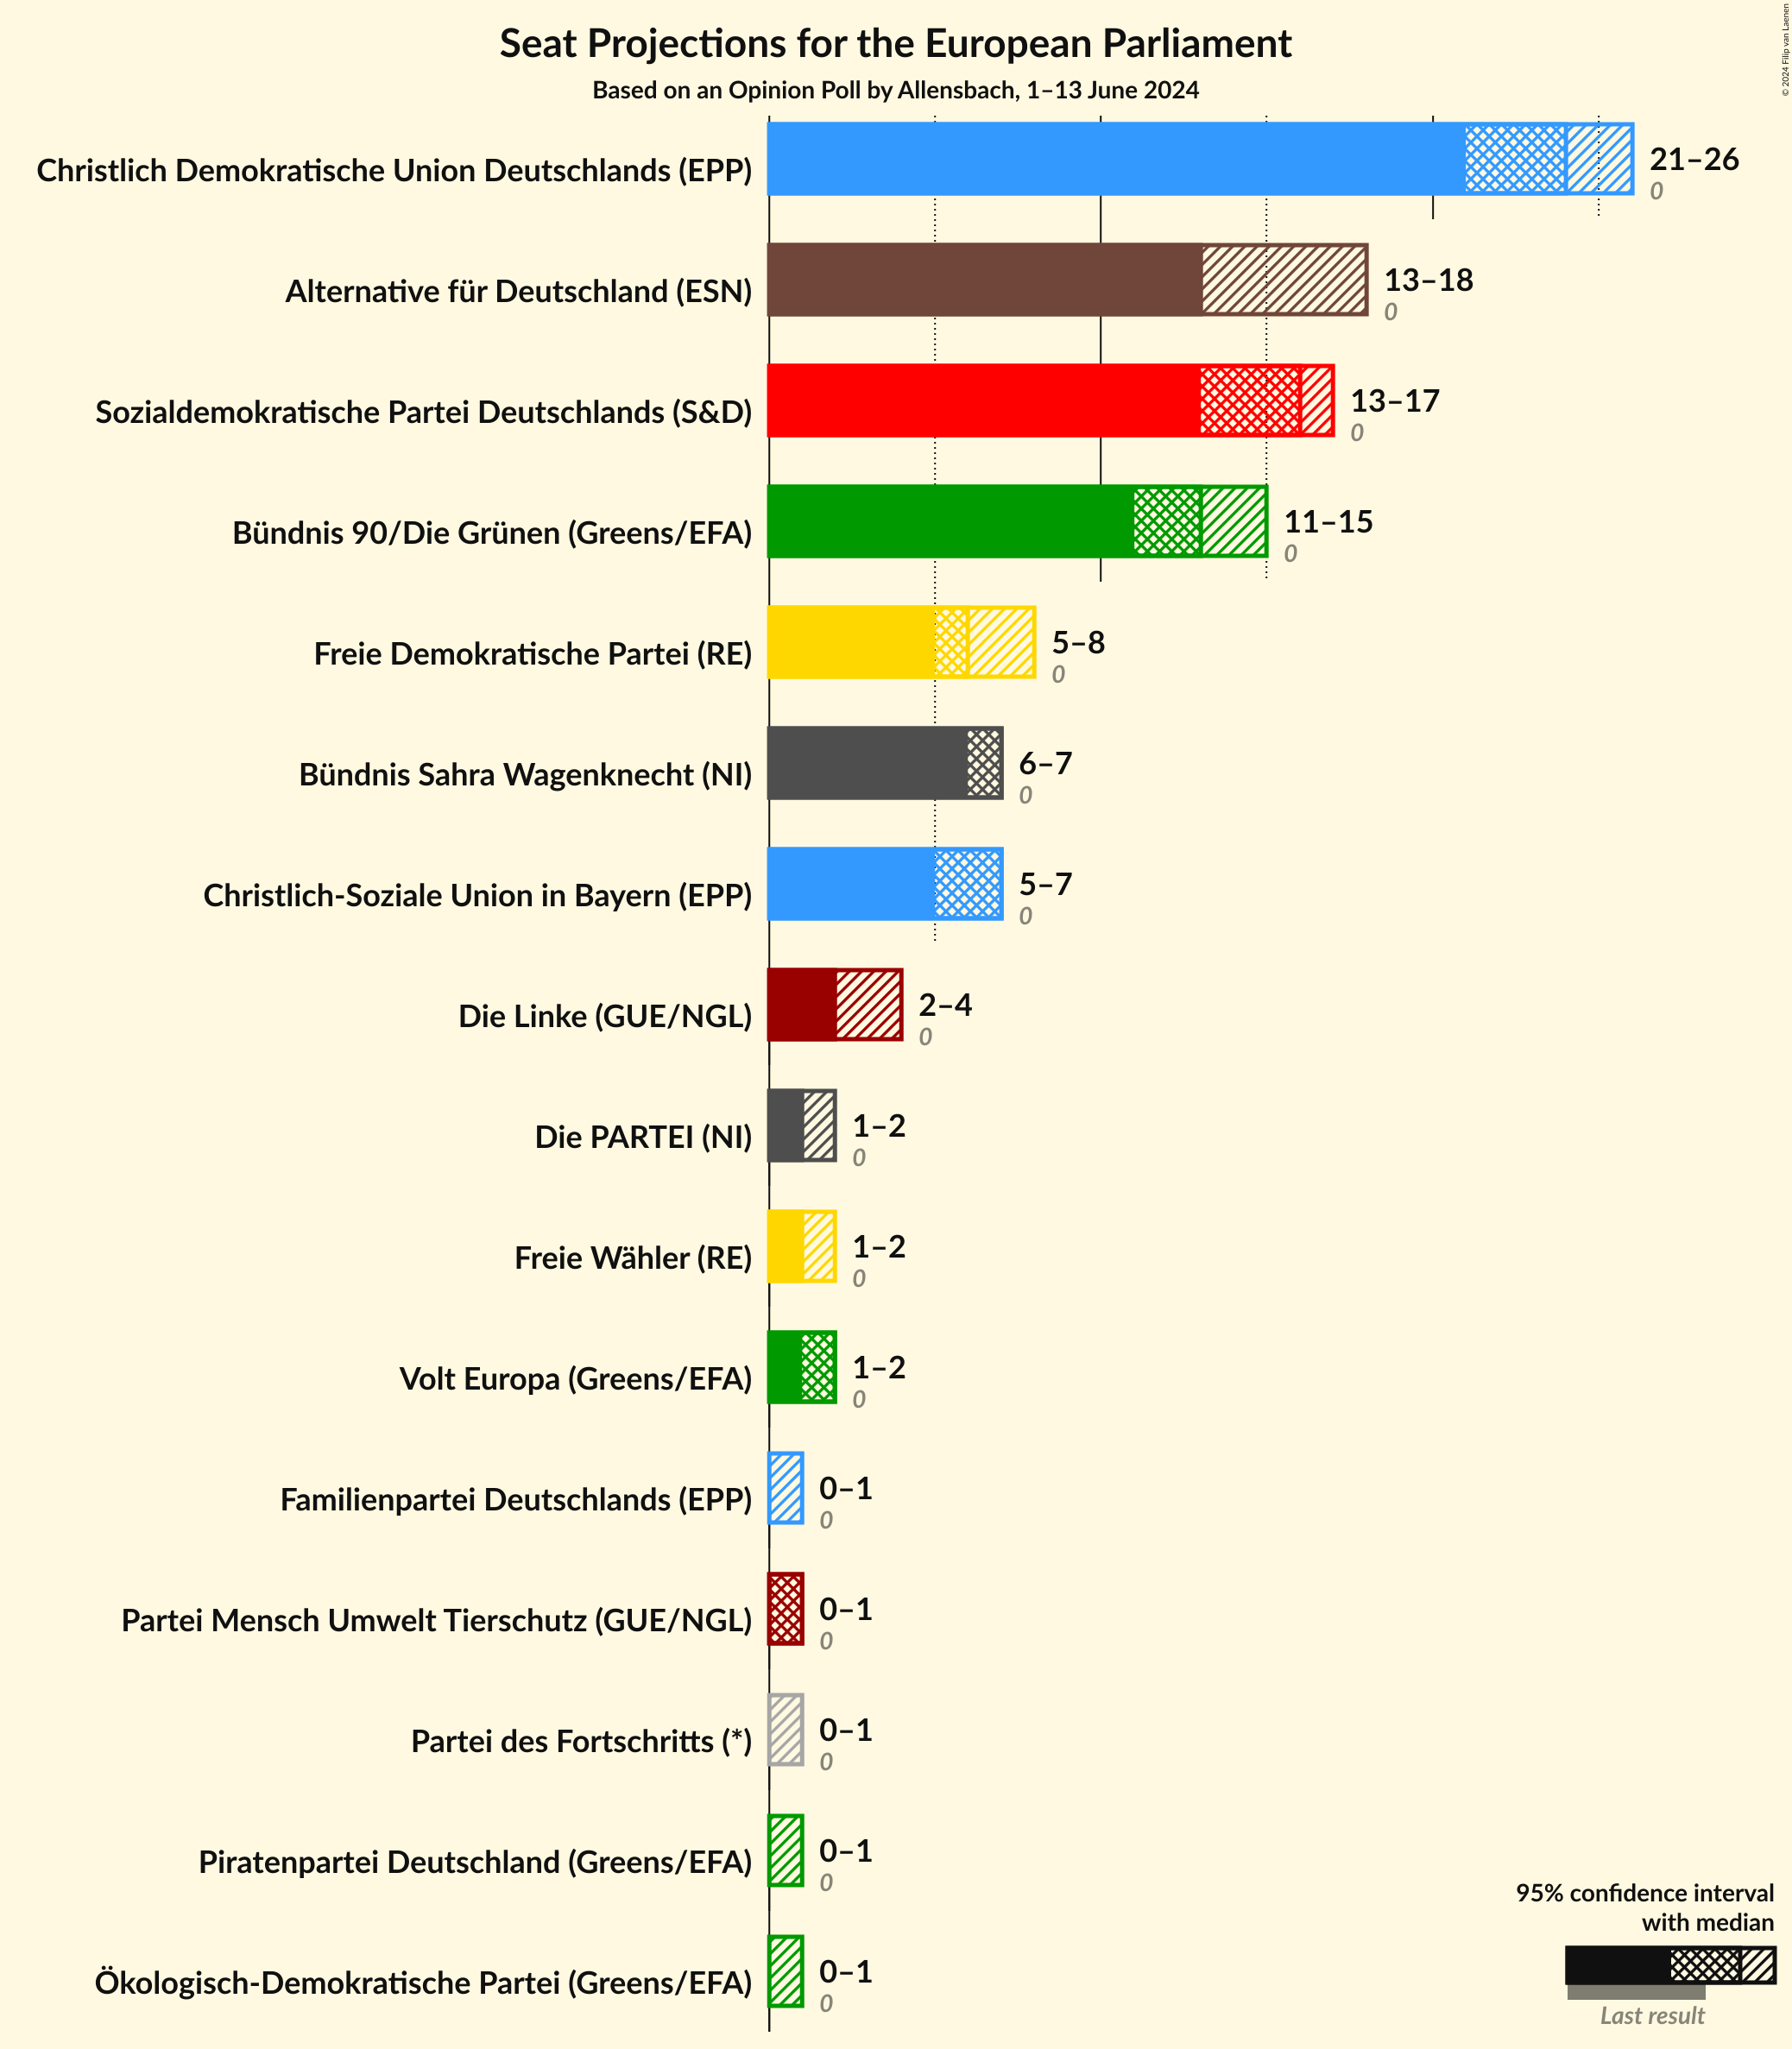 Seat Projections for the European Parliament
Based on an Opinion Poll by Allensbach, 1–13 June 2024
© 2024 Filip van Laenen
Christlich Demokratische Union Deutschlands (EPP)
21–26
0
Alternative für Deutschland (ESN)
13–18
0
Sozialdemokratische Partei Deutschlands (S&D)
13–17
0
Bündnis 90/Die Grünen (Greens/EFA)
11–15
0
Freie Demokratische Partei (RE)
5–8
0
Bündnis Sahra Wagenknecht (NI)
6–7
0
Christlich-Soziale Union in Bayern (EPP)
5–7
0
Die Linke (GUE/NGL)
2–4
0
Die PARTEI (NI)
1–2
0
Freie Wähler (RE)
1–2
0
Volt Europa (Greens/EFA)
1–2
0
Familienpartei Deutschlands (EPP)
0–1
0
Partei Mensch Umwelt Tierschutz (GUE/NGL)
0–1
0
Partei des Fortschritts (*)
0–1
0
Piratenpartei Deutschland (Greens/EFA)
0–1
0
Ökologisch-Demokratische Partei (Greens/EFA)
0–1
0
95% confidence interval
with median
Last result